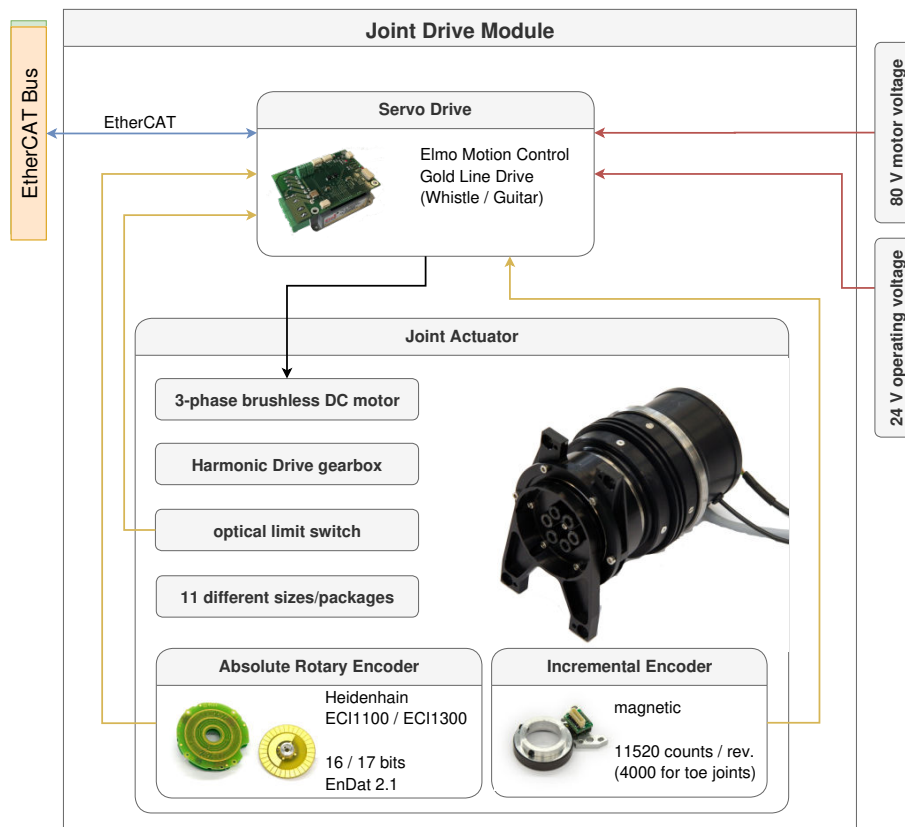 Joint Drive Module
EtherCAT Bus
EtherCAT
Servo Drive
Elmo Motion Control
Gold Line Drive
(Whistle / Guitar)
80 V motor voltage
24 V operating voltage
Joint Actuator
3-phase brushless DC motor
Harmonic Drive gearbox
optical limit switch
11 different sizes/packages
Absolute Rotary Encoder
Heidenhain
ECI1100 / ECI1300
16 / 17 bits
EnDat 2.1
Incremental Encoder
magnetic
11520 counts / rev.
(4000 for toe joints)